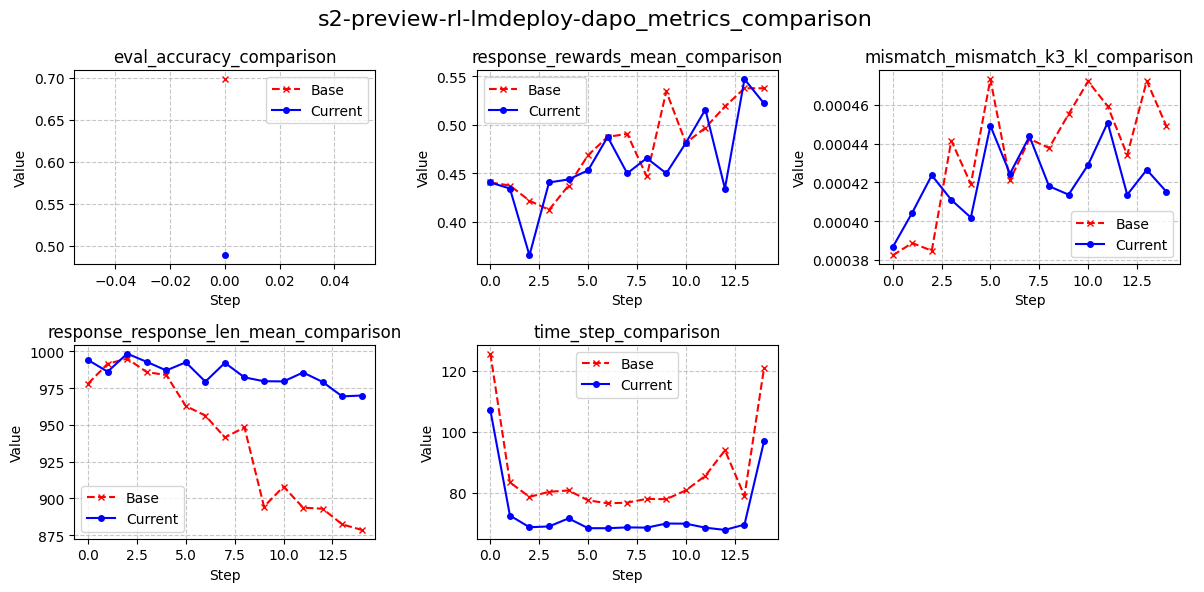 s2-preview-rl-lmdeploy-dapo_metrics_comparison
eval_accuracy_comparison
0.70
0.65
0.60
0.55
0.50
Value
−0.04
−0.02
0.00
0.02
0.04
Step
Base
Current
response_rewards_mean_comparison
0.55
0.50
0.45
0.40
Value
0.0
2.5
5.0
7.5
10.0
12.5
Step
Base
Current
mismatch_mismatch_k3_kl_comparison
0.00046
0.00044
0.00042
0.00040
0.00038
Value
0.0
2.5
5.0
7.5
10.0
12.5
Step
Base
Current
response_response_len_mean_comparison
1000
975
950
925
900
875
Value
0.0
2.5
5.0
7.5
10.0
12.5
Step
Base
Current
time_step_comparison
120
100
80
Value
0.0
2.5
5.0
7.5
10.0
12.5
Step
Base
Current